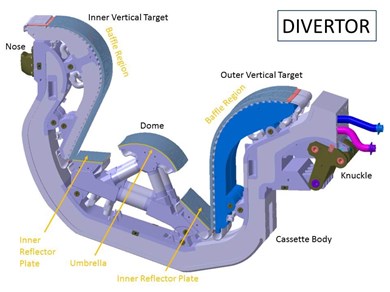 DIVERTOR
Inner Vertical Target
Nose
Baffle Region
Outer Vertical Target
Baffle Region
Dome
Knuckle
Cassette Body
Inner
Reflector
Plate
Umbrella
Inner Reflector Plate